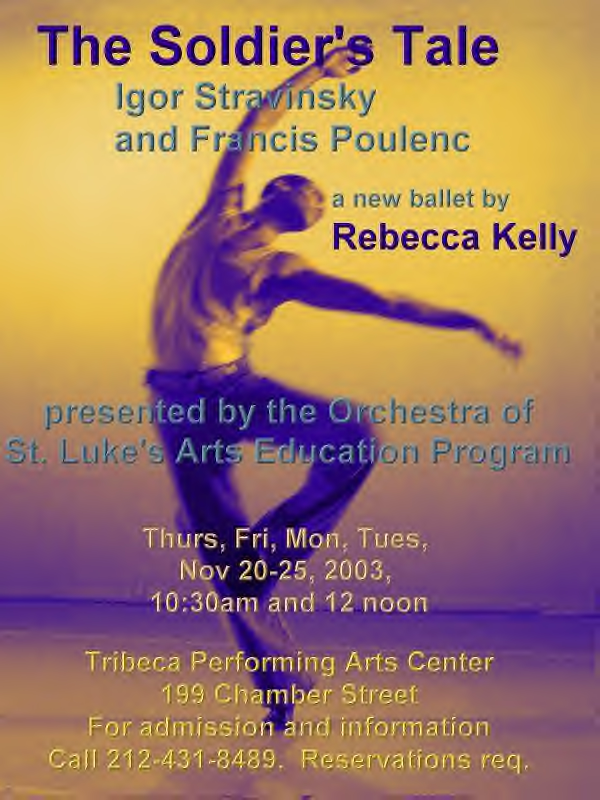 The Soldier's Tale
Igor Stravinsky
and Francis Poulenc
a new ballet by
Rebecca Kelly
presented by the Orchestra of
St. Luke's Arts Education Program
Thurs, Fri, Mon, Tues,
Nov 20-25, 2003,
10:30am and 12 noon
Tribeca Performing Arts Center
199 Chamber Street
For admission and information
Call 212-431-8489. Reservations req.